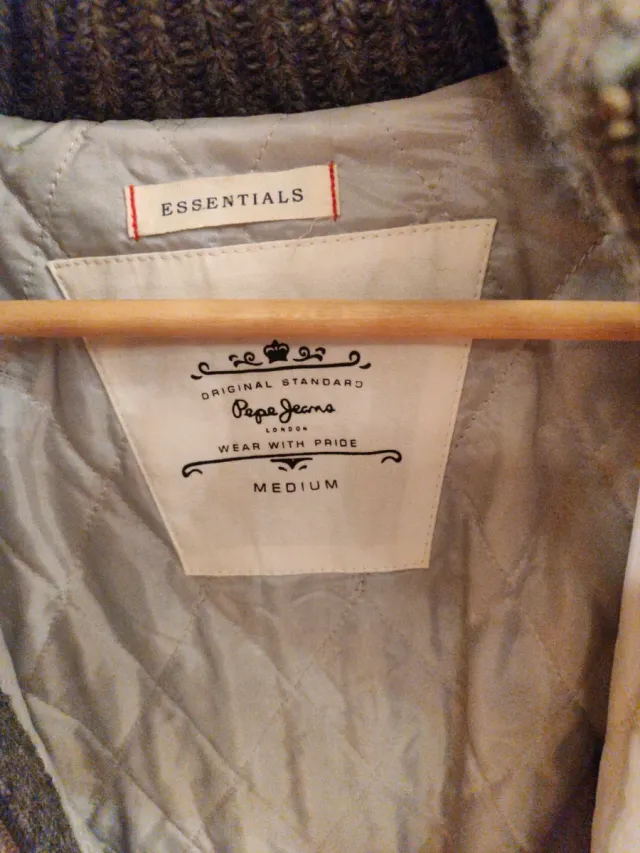 ESSENTIALS
ORIGINAL STANDARD
Pepe Jeans
LONDON
WEAR WITH PRIDE
MEDIUM